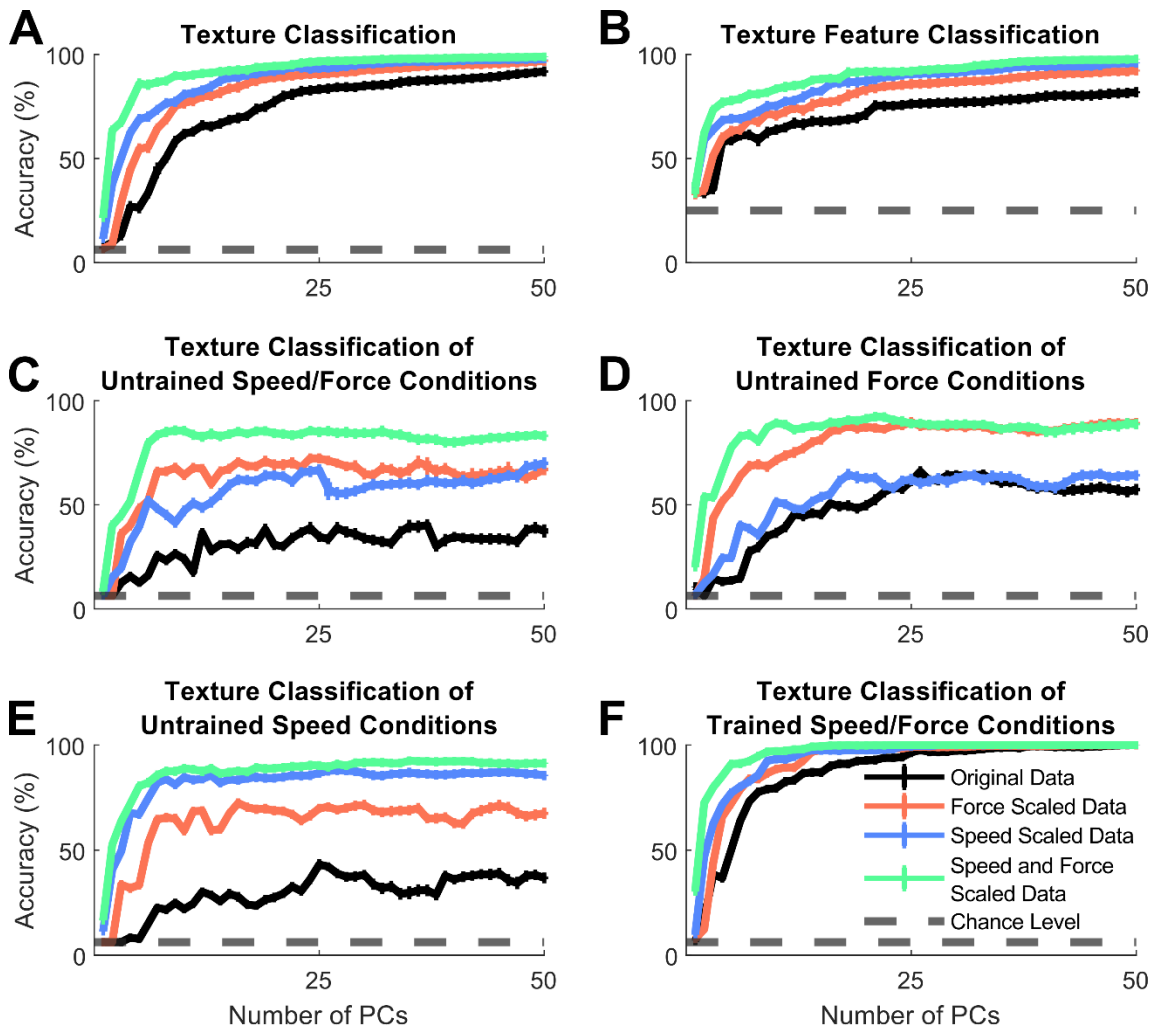 A
Texture Classification
Accuracy (%)
100
50
0
25
50
B
Texture Feature Classification
100
50
0
25
50
C
Texture Classification of
Untrained Speed/Force Conditions
Accuracy (%)
100
50
0
25
50
D
Texture Classification of
Untrained Force Conditions
100
50
0
25
50
E
Texture Classification of
Untrained Speed Conditions
Accuracy (%)
100
50
0
25
50
Number of PCs
F
Texture Classification of
Trained Speed/Force Conditions
100
50
0
Original Data
Force Scaled Data
Speed Scaled Data
Speed and Force
Scaled Data
Chance Level
25
50
Number of PCs